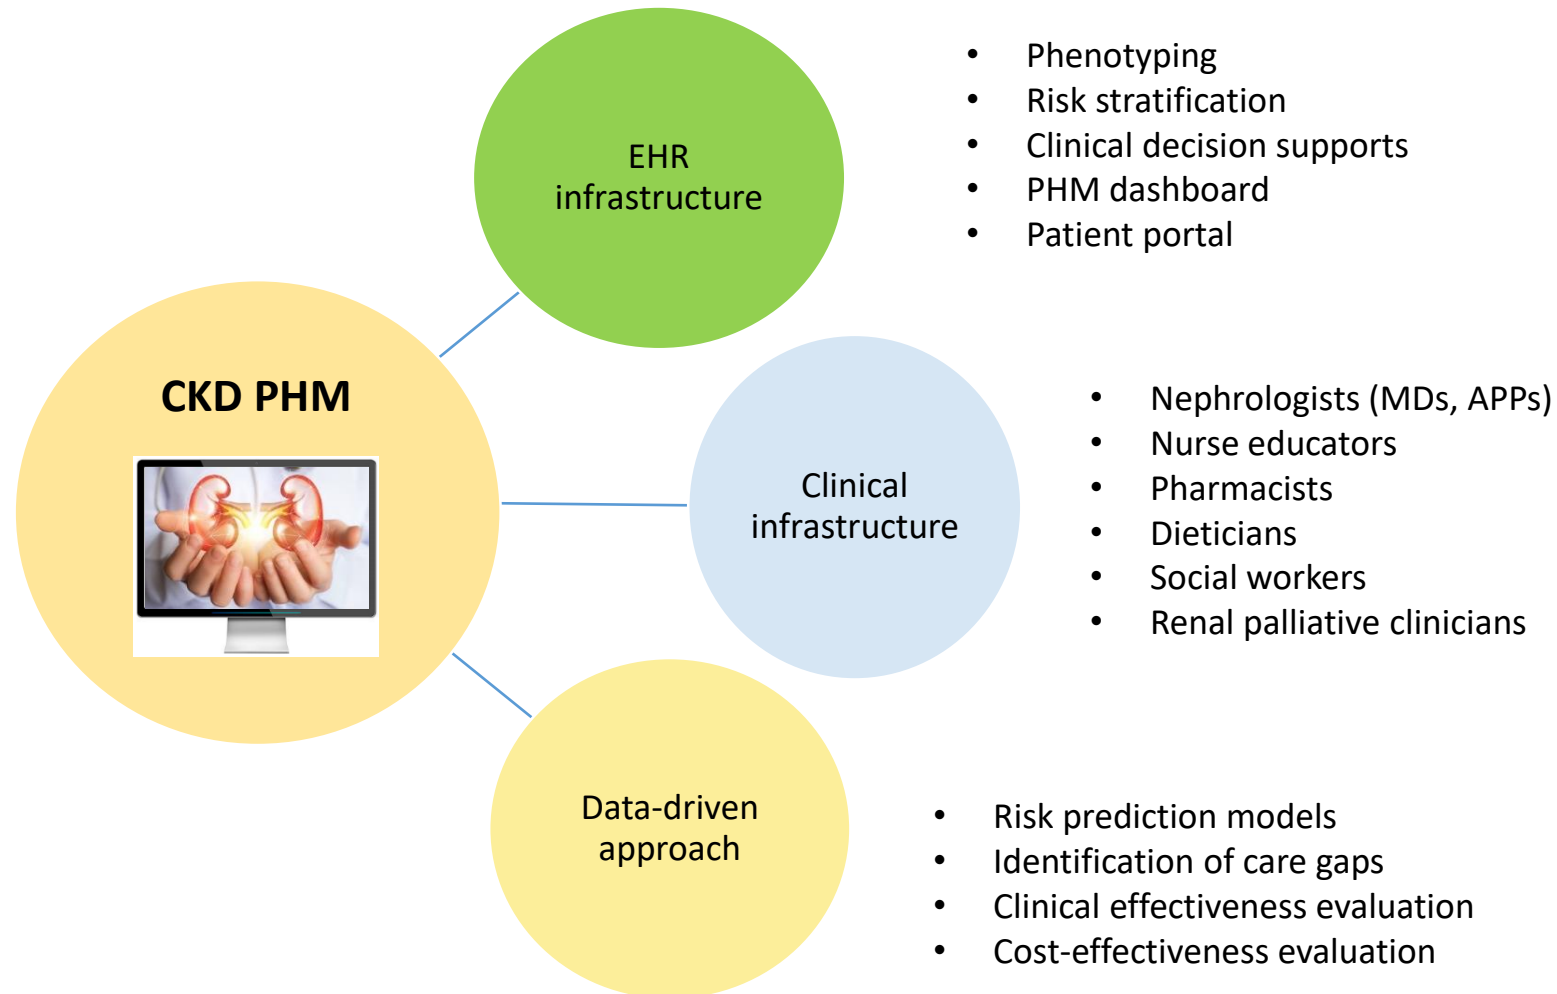 CKD PHM
EHR
infrastructure
• Phenotyping
• Risk stratification
• Clinical decision supports
• PHM dashboard
• Patient portal
Clinical
infrastructure
• Nephrologists (MDs, APPs)
• Nurse educators
• Pharmacists
• Dieticians
• Social workers
• Renal palliative clinicians
Data-driven
approach
• Risk prediction models
• Identification of care gaps
• Clinical effectiveness evaluation
• Cost-effectiveness evaluation